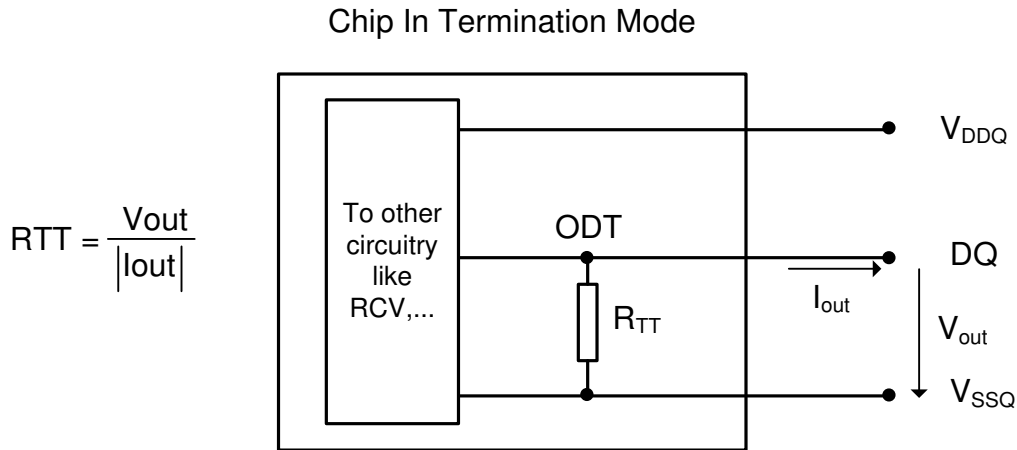 Chip In Termination Mode
V_DDQ
To other
circuitry
like
RCV,...
ODT
RTT = Vout / |Iout|
DQ
I_out
R_TT
V_out
V_SSQ